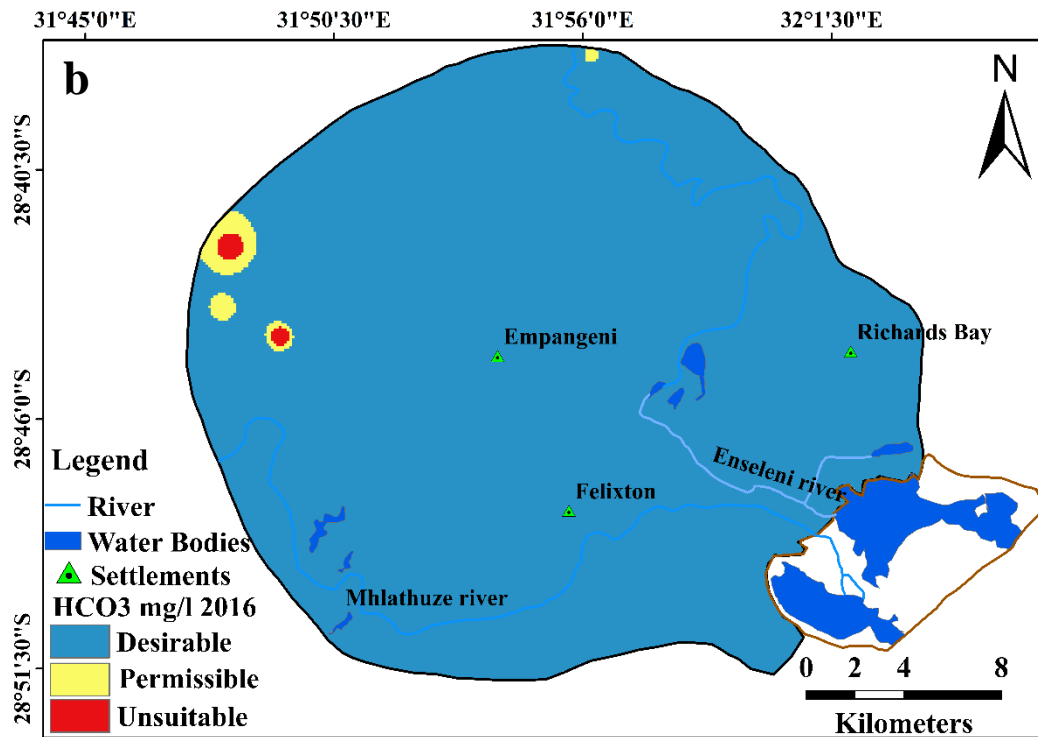 31°45'0"E 31°50'30"E 31°56'0"E 32°1'30"E
b
N
28°40'30"S
28°46'0"S
28°51'30"S
Empangeni
Richards Bay
Enseleni river
Felixton
Mhlathuze river
Legend
River
Water Bodies
Settlements
HCO3 mg/l 2016
Desirable
Permissible
Unsuitable
0 2 4 8
Kilometers